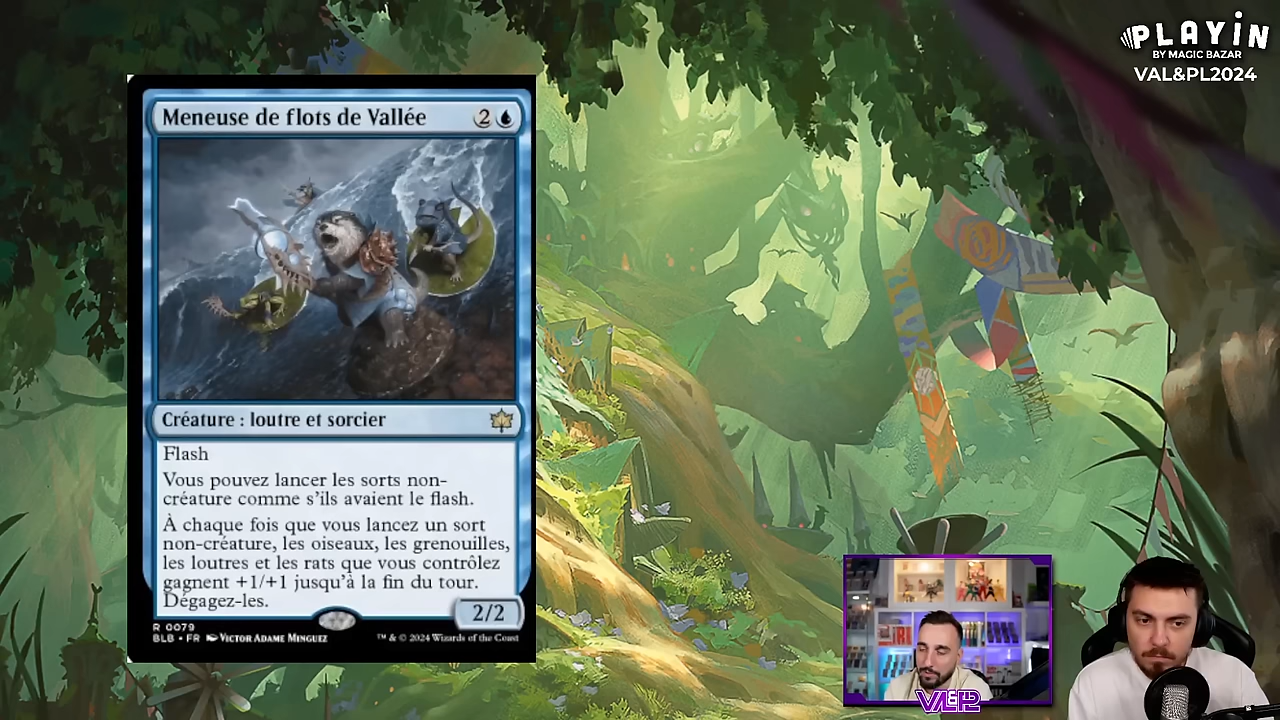 Meneuse de flots de Vallée 2
Créature : loutre et sorcier
Flash
Vous pouvez lancer les sorts non-
créature comme s'ils avaient le flash.
À chaque fois que vous lancez un sort
non-créature, les oiseaux, les grenouilles,
les loutres et les rats que vous contrôlez
gagnent +1/+1 jusqu'à la fin du tour.
Dégagez-les.
2/2
R 0079
BLB • FR Victor Adame Minguez
™ & © 2024 Wizards of the Coast
PLAYIN
BY MAGIC BAZAR
VAL&PL2024